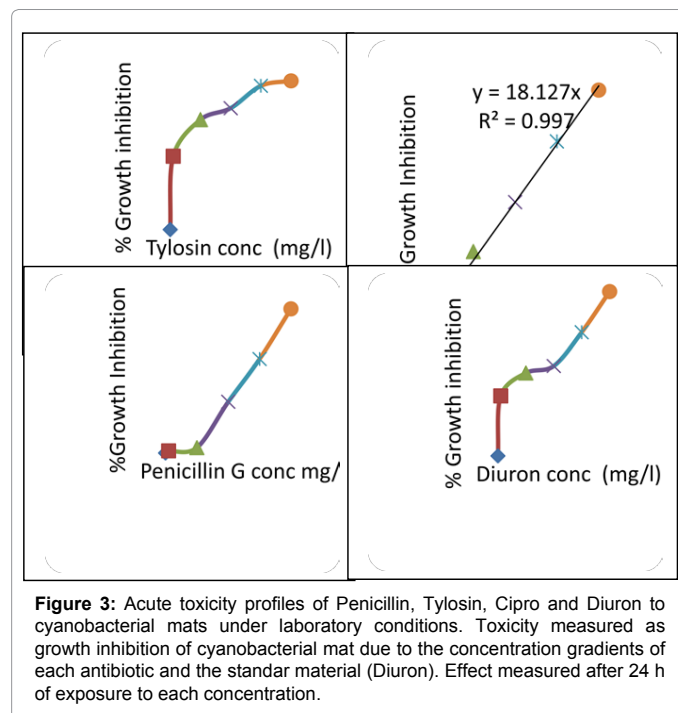 % Growth inhibition
Tylosin conc (mg/l)
Growth Inhibition
y = 18.127x
R² = 0.997
%Growth Inhibition
Penicillin G conc mg/
% Growth inhibition
Diuron conc (mg/l)
Figure 3: Acute toxicity profiles of Penicillin, Tylosin, Cipro and Diuron to
cyanobacterial mats under laboratory conditions. Toxicity measured as
growth inhibition of cyanobacterial mat due to the concentration gradients of
each antibiotic and the standar material (Diuron). Effect measured after 24 h
of exposure to each concentration.